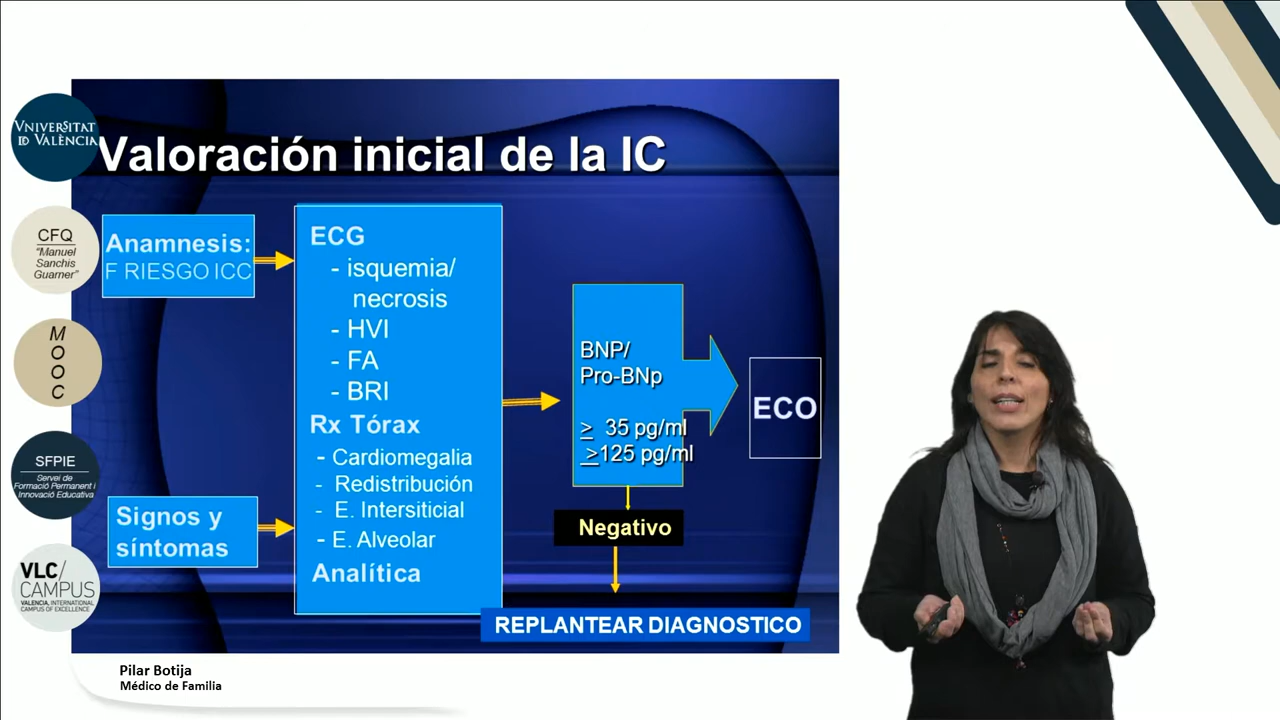 Valoración inicial de la IC
VNIVERSITAT
ID VALÈNCIA
CFQ
"Manuel
Sanchis
Guarner"
M
O
O
C
SFPIE
Servei de
Formació Permanent i
Innovació Educativa
VLC/
CAMPUS
VALENCIA, INTERNATIONAL
CAMPUS OF EXCELLENCE
Anamnesis:
F RIESGO ICC
Signos y
síntomas
ECG
- isquemia/
necrosis
- HVI
- FA
- BRI
Rx Tórax
- Cardiomegalia
- Redistribución
- E. Intersiticial
- E. Alveolar
Analítica
BNP/
Pro-BNp
≥ 35 pg/ml
≥125 pg/ml
ECO
Negativo
REPLANTEAR DIAGNOSTICO
Pilar Botija
Médico de Familia